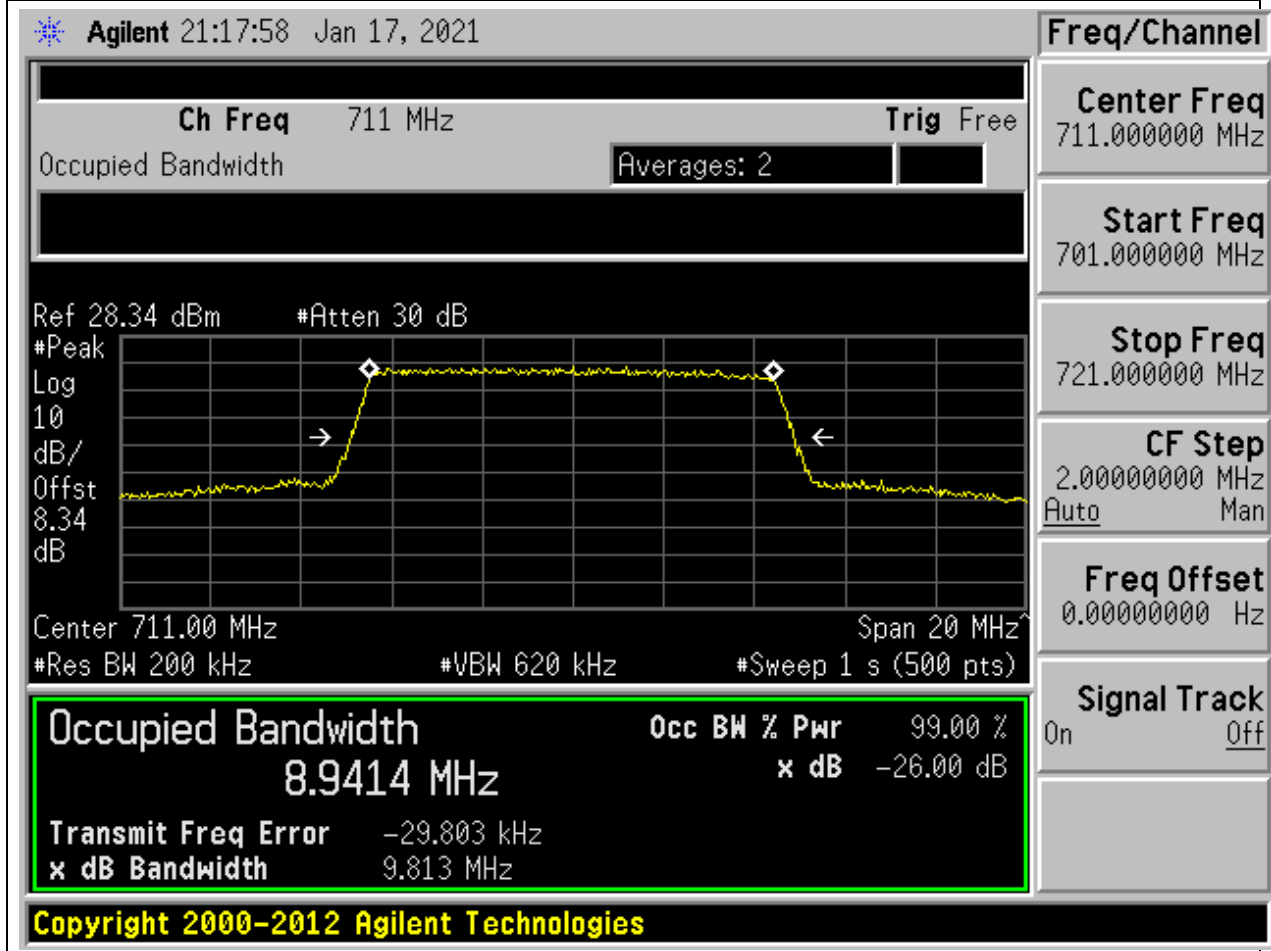 Agilent 21:17:58 Jan 17, 2021
Freq/Channel
Ch Freq 711 MHz Trig Free
Occupied Bandwidth Averages: 2
Ref 28.34 dBm #Atten 30 dB
#Peak
Log
10
dB/
Offst
8.34
dB
Center 711.00 MHz Span 20 MHz^
#Res BW 200 kHz #VBW 620 kHz #Sweep 1 s (500 pts)
Occupied Bandwidth Occ BW % Pwr 99.00 %
8.9414 MHz x dB -26.00 dB
Transmit Freq Error -29.803 kHz
x dB Bandwidth 9.813 MHz
Copyright 2000-2012 Agilent Technologies
Center Freq
711.000000 MHz
Start Freq
701.000000 MHz
Stop Freq
721.000000 MHz
CF Step
2.00000000 MHz
Auto Man
Freq Offset
0.00000000 Hz
Signal Track
On Off